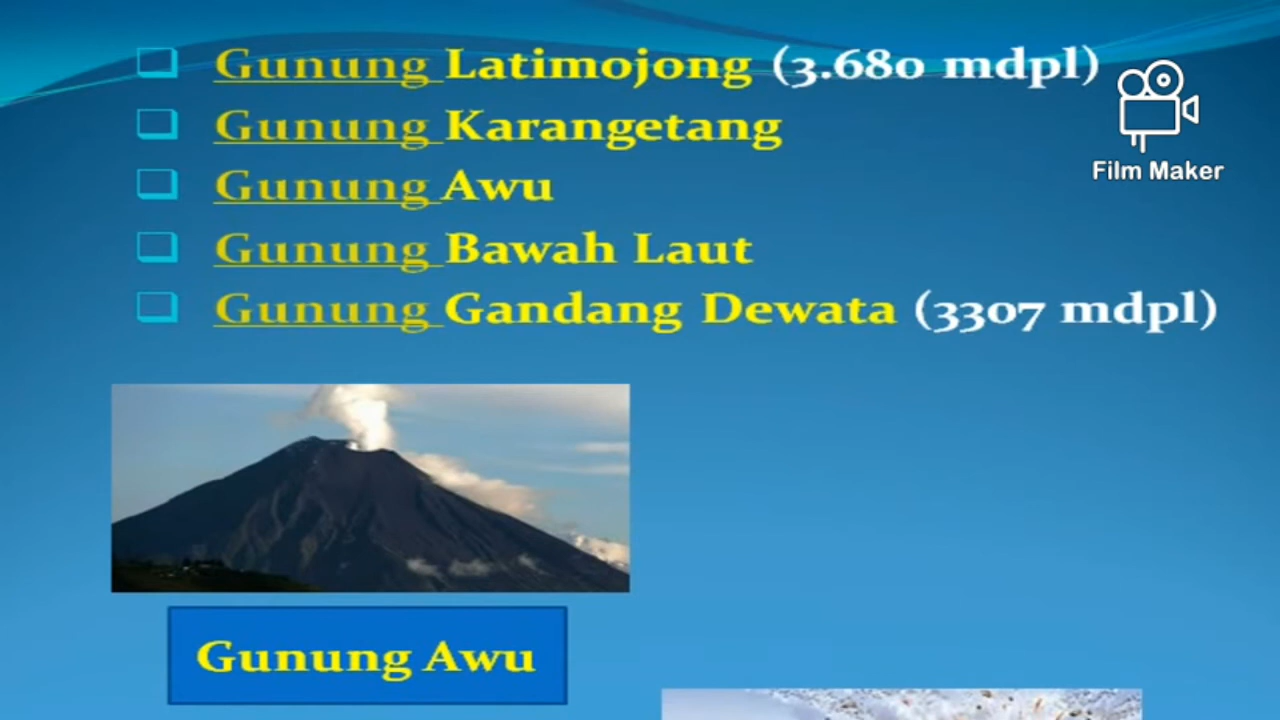 Gunung Latimojong (3.680 mdpl)
Gunung Karangetang
Gunung Awu
Gunung Bawah Laut
Gunung Gandang Dewata (3307 mdpl)
Film Maker
Gunung Awu